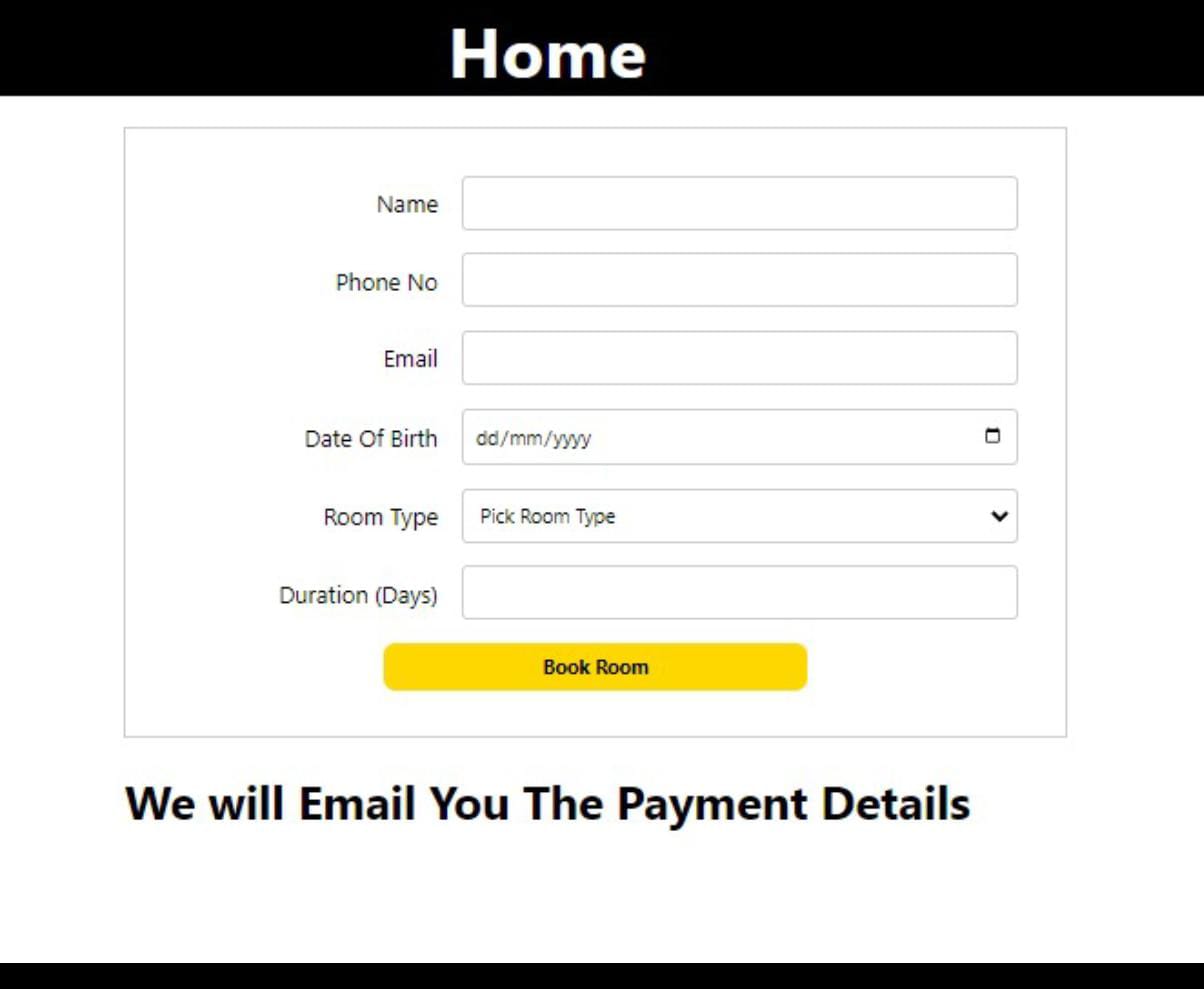 Home
Name
Phone No
Email
Date Of Birth
dd/mm/yyyy
Room Type
Pick Room Type
Duration (Days)
Book Room
We will Email You The Payment Details